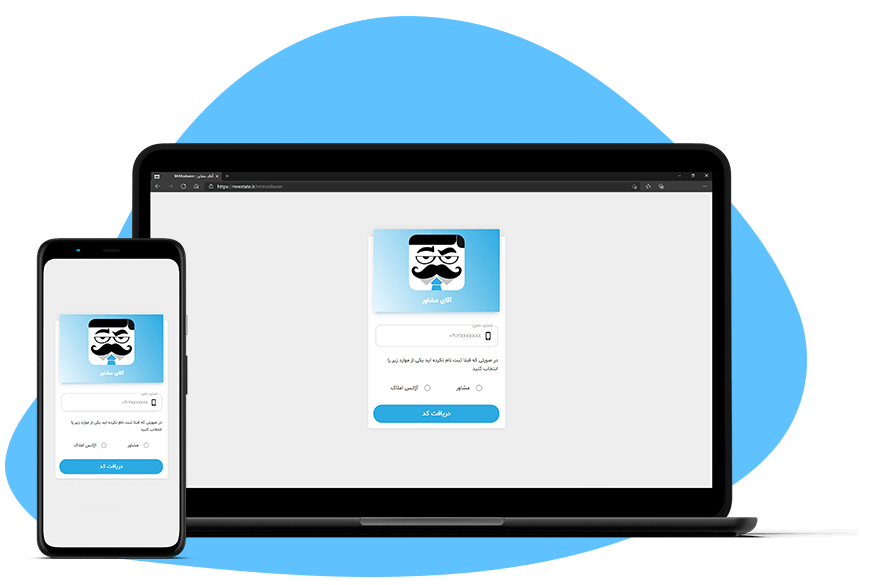 آقای مشاور | MrMoshaver
https://mrestate.ir/mrmoshaver
آقای مشاور
شماره تلفن
۰۹۱۲xxxxxxx
در صورتی که قبلا ثبت نام نکرده اید یکی از موارد زیر را
انتخاب کنید
مشاور
آژانس املاک
دریافت کد
آقای مشاور
شماره تلفن
۰۹۱۲xxxxxxx
در صورتی که قبلا ثبت نام نکرده اید یکی از موارد زیر را
انتخاب کنید
مشاور
آژانس املاک
دریافت کد